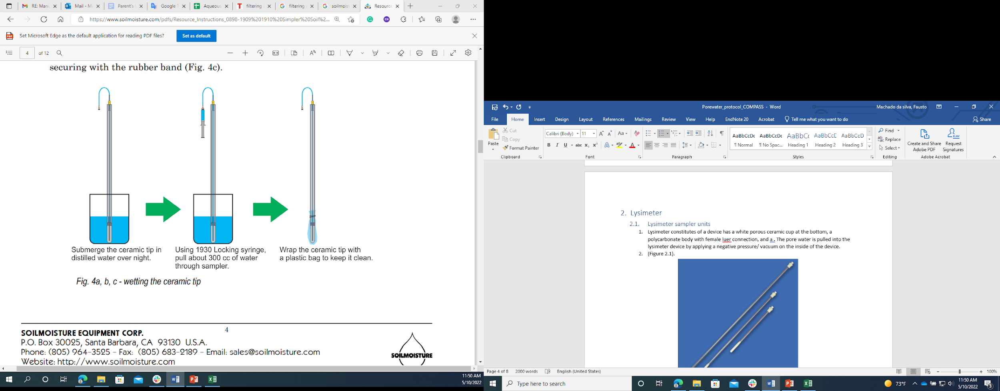 RE: Manu
Mail - M
Parent's
Google T
Aqueous
filtering
filtering
soilmoist
Resource
https://www.soilmoisture.com/pdfs/Resource_Instructions_0898-1909%201910%20Simpler%20Soil%2...
EN
Set Microsoft Edge as the default application for reading PDF files?
Set as default
4
of 12
securing with the rubber band (Fig. 4c).
Submerge the ceramic tip in
distilled water over night.
Using 1930 Locking syringe,
pull about 300 cc of water
through sampler.
Wrap the ceramic tip with
a plastic bag to keep it clean.
Fig. 4a, b, c - wetting the ceramic tip
4
SOILMOISTURE EQUIPMENT CORP.
P.O. Box 30025, Santa Barbara, CA 93130 U.S.A.
Phone: (805) 964-3525 - Fax: (805) 683-2189 - Email: sales@soilmoisture.com
Website: http://www.soilmoisture.com
SOILMOISTURE
11:50 AM
5/10/2022
Porewater_protocol_COMPASS - Word
Machado da silva, Fausto
File Home Insert Design Layout References Mailings Review View Help EndNote 20 Acrobat Tell me what you want to do Share
Paste
Cut
Copy
Format Painter
Clipboard
Calibri (Body) 11
Font
Paragraph
AaBbCcDc AaBbCcDc AaBbCc AaBbCcE AaBbCcD
¶ Normal ¶ No Spac... Heading 1 Heading 2 Heading 3
Styles
Find
Replace
Select
Editing
Create and Share
Adobe PDF
Request
Signatures
Adobe Acrobat
2. Lysimeter
2.1. Lysimeter sampler units
1. Lysimeter constitutes of a device has a white porous ceramic cup at the bottom, a
polycarbonate body with female luer connection, and a . The pore water is pulled into the
lysimeter device by applying a negative pressure/ vacuum on the inside of the device.
2. (Figure 2.1).
Page 4 of 8 2000 words English (United States)
100%
Type here to search
73°F
11:50 AM
5/10/2022
3